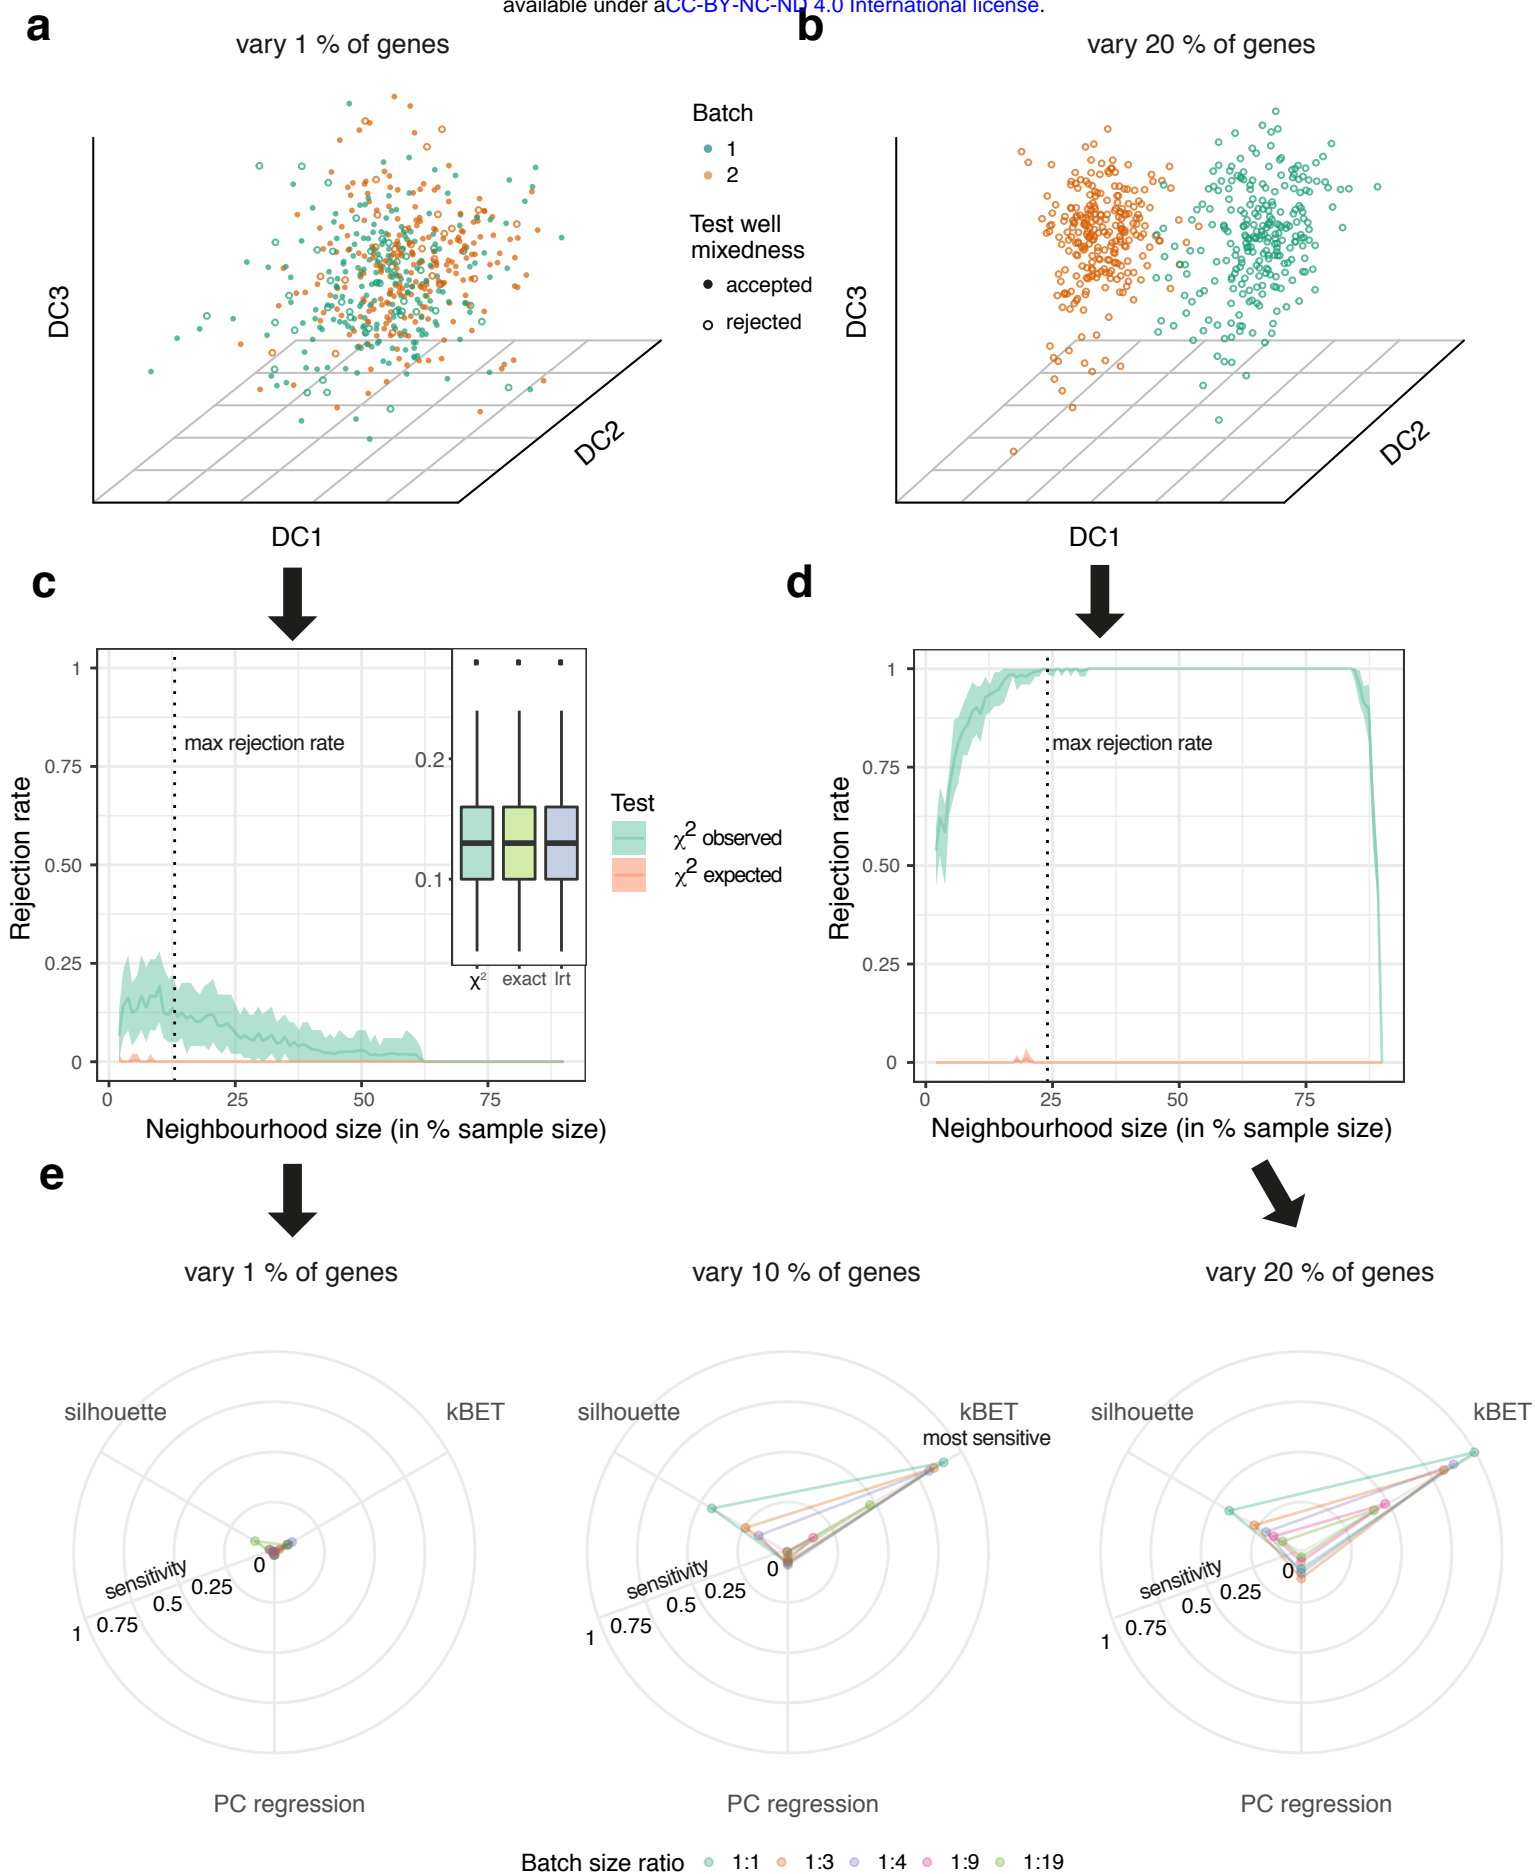 available under aCC-BY-NC-ND 4.0 International license.
a
vary 1 % of genes
b
vary 20 % of genes
Batch
1
2
Test well
mixedness
accepted
rejected
DC3
DC2
DC1
DC3
DC2
DC1
c
1
0.75
0.50
0.25
0
Rejection rate
max rejection rate
0.2
0.1
χ2 exact lrt
0 25 50 75
Neighbourhood size (in % sample size)
Test
χ2 observed
χ2 expected
d
1
0.75
0.50
0.25
0
Rejection rate
max rejection rate
0 25 50 75
Neighbourhood size (in % sample size)
e
vary 1 % of genes
silhouette
kBET
sensitivity
0
0.25
0.5
0.75
1
PC regression
vary 10 % of genes
silhouette
kBET
most sensitive
sensitivity
0
0.25
0.5
0.75
1
PC regression
vary 20 % of genes
silhouette
kBET
sensitivity
0
0.25
0.5
0.75
1
PC regression
Batch size ratio 1:1 1:3 1:4 1:9 1:19